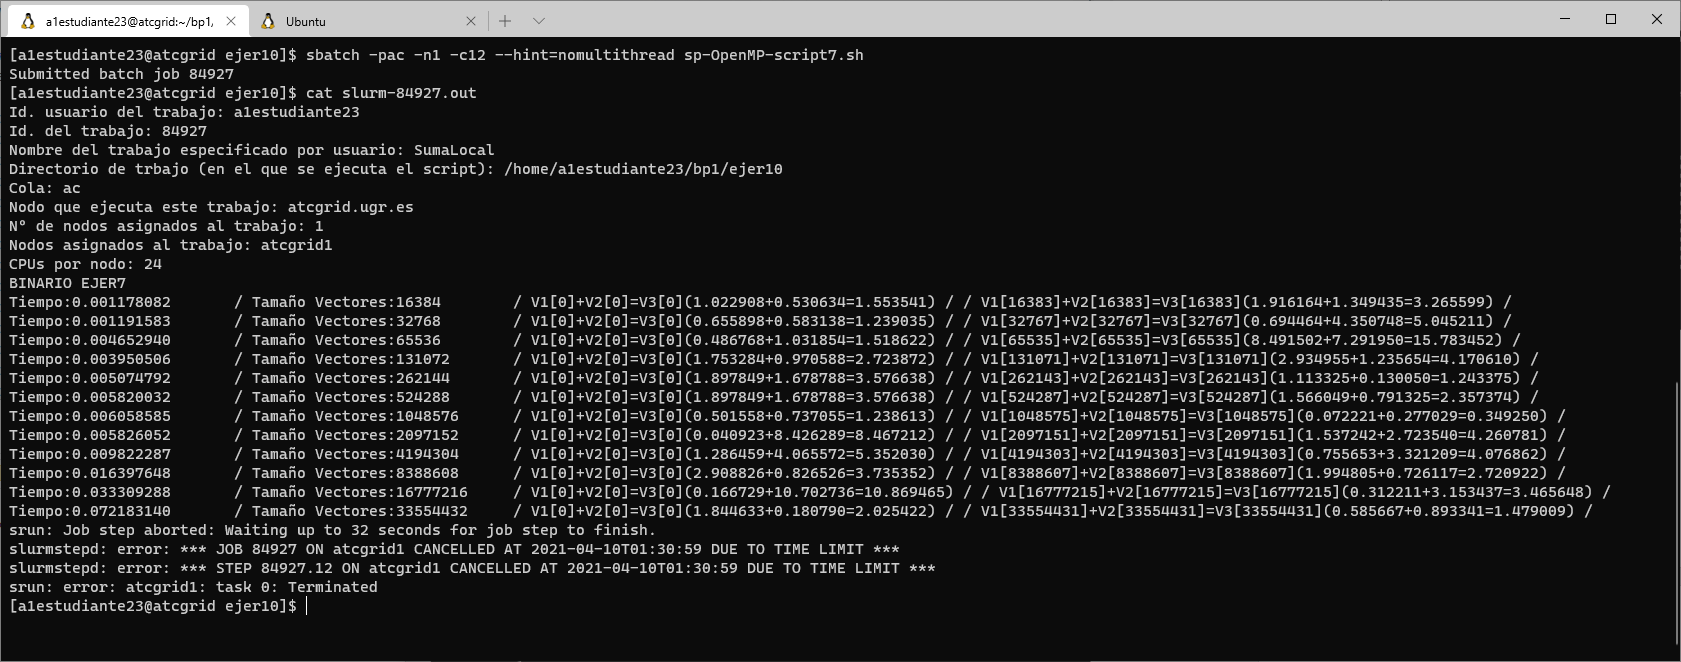 a1estudiante23@atcgrid:~/bp1,
Ubuntu
[a1estudiante23@atcgrid ejer10]$ sbatch -pac -n1 -c12 --hint=nomultithread sp-OpenMP-script7.sh
Submitted batch job 84927
[a1estudiante23@atcgrid ejer10]$ cat slurm-84927.out
Id. usuario del trabajo: a1estudiante23
Id. del trabajo: 84927
Nombre del trabajo especificado por usuario: SumaLocal
Directorio de trbajo (en el que se ejecuta el script): /home/a1estudiante23/bp1/ejer10
Cola: ac
Nodo que ejecuta este trabajo: atcgrid.ugr.es
Nº de nodos asignados al trabajo: 1
Nodos asignados al trabajo: atcgrid1
CPUs por nodo: 24
BINARIO EJER7
Tiempo:0.001178082       / Tamaño Vectores:16384        / V1[0]+V2[0]=V3[0](1.022908+0.530634=1.553541) / / V1[16383]+V2[16383]=V3[16383](1.916164+1.349435=3.265599) /
Tiempo:0.001191583       / Tamaño Vectores:32768        / V1[0]+V2[0]=V3[0](0.655898+0.583138=1.239035) / / V1[32767]+V2[32767]=V3[32767](0.694464+4.350748=5.045211) /
Tiempo:0.004652940       / Tamaño Vectores:65536        / V1[0]+V2[0]=V3[0](0.486768+1.031854=1.518622) / / V1[65535]+V2[65535]=V3[65535](8.491502+7.291950=15.783452) /
Tiempo:0.003950506       / Tamaño Vectores:131072       / V1[0]+V2[0]=V3[0](1.753284+0.970588=2.723872) / / V1[131071]+V2[131071]=V3[131071](2.934955+1.235654=4.170610) /
Tiempo:0.005074792       / Tamaño Vectores:262144       / V1[0]+V2[0]=V3[0](1.897849+1.678788=3.576638) / / V1[262143]+V2[262143]=V3[262143](1.113325+0.130050=1.243375) /
Tiempo:0.005820032       / Tamaño Vectores:524288       / V1[0]+V2[0]=V3[0](1.897849+1.678788=3.576638) / / V1[524287]+V2[524287]=V3[524287](1.566049+0.791325=2.357374) /
Tiempo:0.006058585       / Tamaño Vectores:1048576      / V1[0]+V2[0]=V3[0](0.501558+0.737055=1.238613) / / V1[1048575]+V2[1048575]=V3[1048575](0.072221+0.277029=0.349250) /
Tiempo:0.005826052       / Tamaño Vectores:2097152      / V1[0]+V2[0]=V3[0](0.040923+8.426289=8.467212) / / V1[2097151]+V2[2097151]=V3[2097151](1.537242+2.723540=4.260781) /
Tiempo:0.009822287       / Tamaño Vectores:4194304      / V1[0]+V2[0]=V3[0](1.286459+4.065572=5.352030) / / V1[4194303]+V2[4194303]=V3[4194303](0.755653+3.321209=4.076862) /
Tiempo:0.016397648       / Tamaño Vectores:8388608      / V1[0]+V2[0]=V3[0](2.908826+0.826526=3.735352) / / V1[8388607]+V2[8388607]=V3[8388607](1.994805+0.726117=2.720922) /
Tiempo:0.033309288       / Tamaño Vectores:16777216     / V1[0]+V2[0]=V3[0](0.166729+10.702736=10.869465) / / V1[16777215]+V2[16777215]=V3[16777215](0.312211+3.153437=3.465648) /
Tiempo:0.072183140       / Tamaño Vectores:33554432     / V1[0]+V2[0]=V3[0](1.844633+0.180790=2.025422) / / V1[33554431]+V2[33554431]=V3[33554431](0.585667+0.893341=1.479009) /
srun: Job step aborted: Waiting up to 32 seconds for job step to finish.
slurmstepd: error: *** JOB 84927 ON atcgrid1 CANCELLED AT 2021-04-10T01:30:59 DUE TO TIME LIMIT ***
slurmstepd: error: *** STEP 84927.12 ON atcgrid1 CANCELLED AT 2021-04-10T01:30:59 DUE TO TIME LIMIT ***
srun: error: atcgrid1: task 0: Terminated
[a1estudiante23@atcgrid ejer10]$